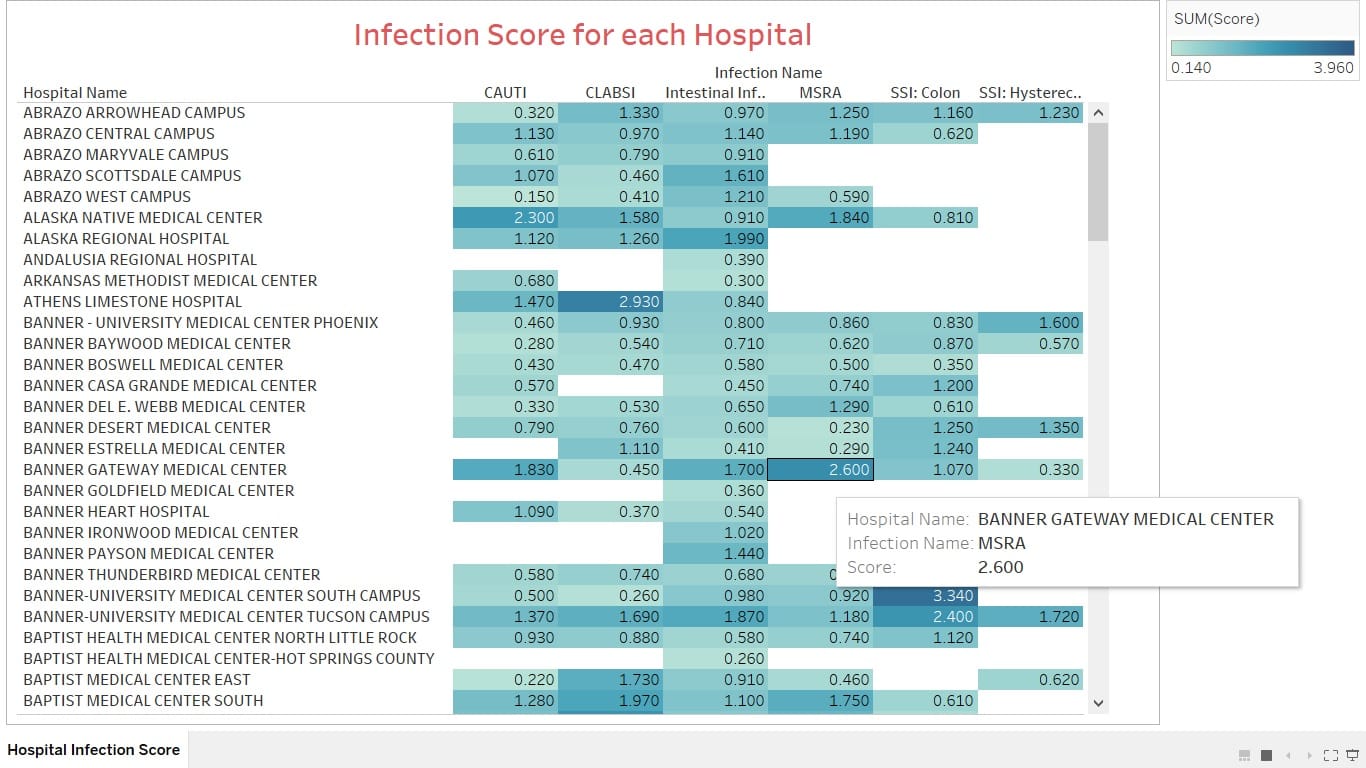 Infection Score for each Hospital
SUM(Score)
0.140 3.960
Infection Name
Hospital Name CAUTI CLABSI Intestinal Inf.. MSRA SSI: Colon SSI: Hysterec..
ABRAZO ARROWHEAD CAMPUS 0.320 1.330 0.970 1.250 1.160 1.230
ABRAZO CENTRAL CAMPUS 1.130 0.970 1.140 1.190 0.620
ABRAZO MARYVALE CAMPUS 0.610 0.790 0.910
ABRAZO SCOTTSDALE CAMPUS 1.070 0.460 1.610
ABRAZO WEST CAMPUS 0.150 0.410 1.210 0.590
ALASKA NATIVE MEDICAL CENTER 2.300 1.580 0.910 1.840 0.810
ALASKA REGIONAL HOSPITAL 1.120 1.260 1.990
ANDALUSIA REGIONAL HOSPITAL 0.390
ARKANSAS METHODIST MEDICAL CENTER 0.680 0.300
ATHENS LIMESTONE HOSPITAL 1.470 2.930 0.840
BANNER - UNIVERSITY MEDICAL CENTER PHOENIX 0.460 0.930 0.800 0.860 0.830 1.600
BANNER BAYWOOD MEDICAL CENTER 0.280 0.540 0.710 0.620 0.870 0.570
BANNER BOSWELL MEDICAL CENTER 0.430 0.470 0.580 0.500 0.350
BANNER CASA GRANDE MEDICAL CENTER 0.570 0.450 0.740 1.200
BANNER DEL E. WEBB MEDICAL CENTER 0.330 0.530 0.650 1.290 0.610
BANNER DESERT MEDICAL CENTER 0.790 0.760 0.600 0.230 1.250 1.350
BANNER ESTRELLA MEDICAL CENTER 1.110 0.410 0.290 1.240
BANNER GATEWAY MEDICAL CENTER 1.830 0.450 1.700 2.600 1.070 0.330
BANNER GOLDFIELD MEDICAL CENTER 0.360
BANNER HEART HOSPITAL 1.090 0.370 0.540
BANNER IRONWOOD MEDICAL CENTER 1.020
BANNER PAYSON MEDICAL CENTER 1.440
BANNER THUNDERBIRD MEDICAL CENTER 0.580 0.740 0.680
BANNER-UNIVERSITY MEDICAL CENTER SOUTH CAMPUS 0.500 0.260 0.980 0.920 3.340
BANNER-UNIVERSITY MEDICAL CENTER TUCSON CAMPUS 1.370 1.690 1.870 1.180 2.400 1.720
BAPTIST HEALTH MEDICAL CENTER NORTH LITTLE ROCK 0.930 0.880 0.580 0.740 1.120
BAPTIST HEALTH MEDICAL CENTER-HOT SPRINGS COUNTY 0.260
BAPTIST MEDICAL CENTER EAST 0.220 1.730 0.910 0.460 0.620
BAPTIST MEDICAL CENTER SOUTH 1.280 1.970 1.100 1.750 0.610
Hospital Name: BANNER GATEWAY MEDICAL CENTER
Infection Name: MSRA
Score: 2.600
Hospital Infection Score